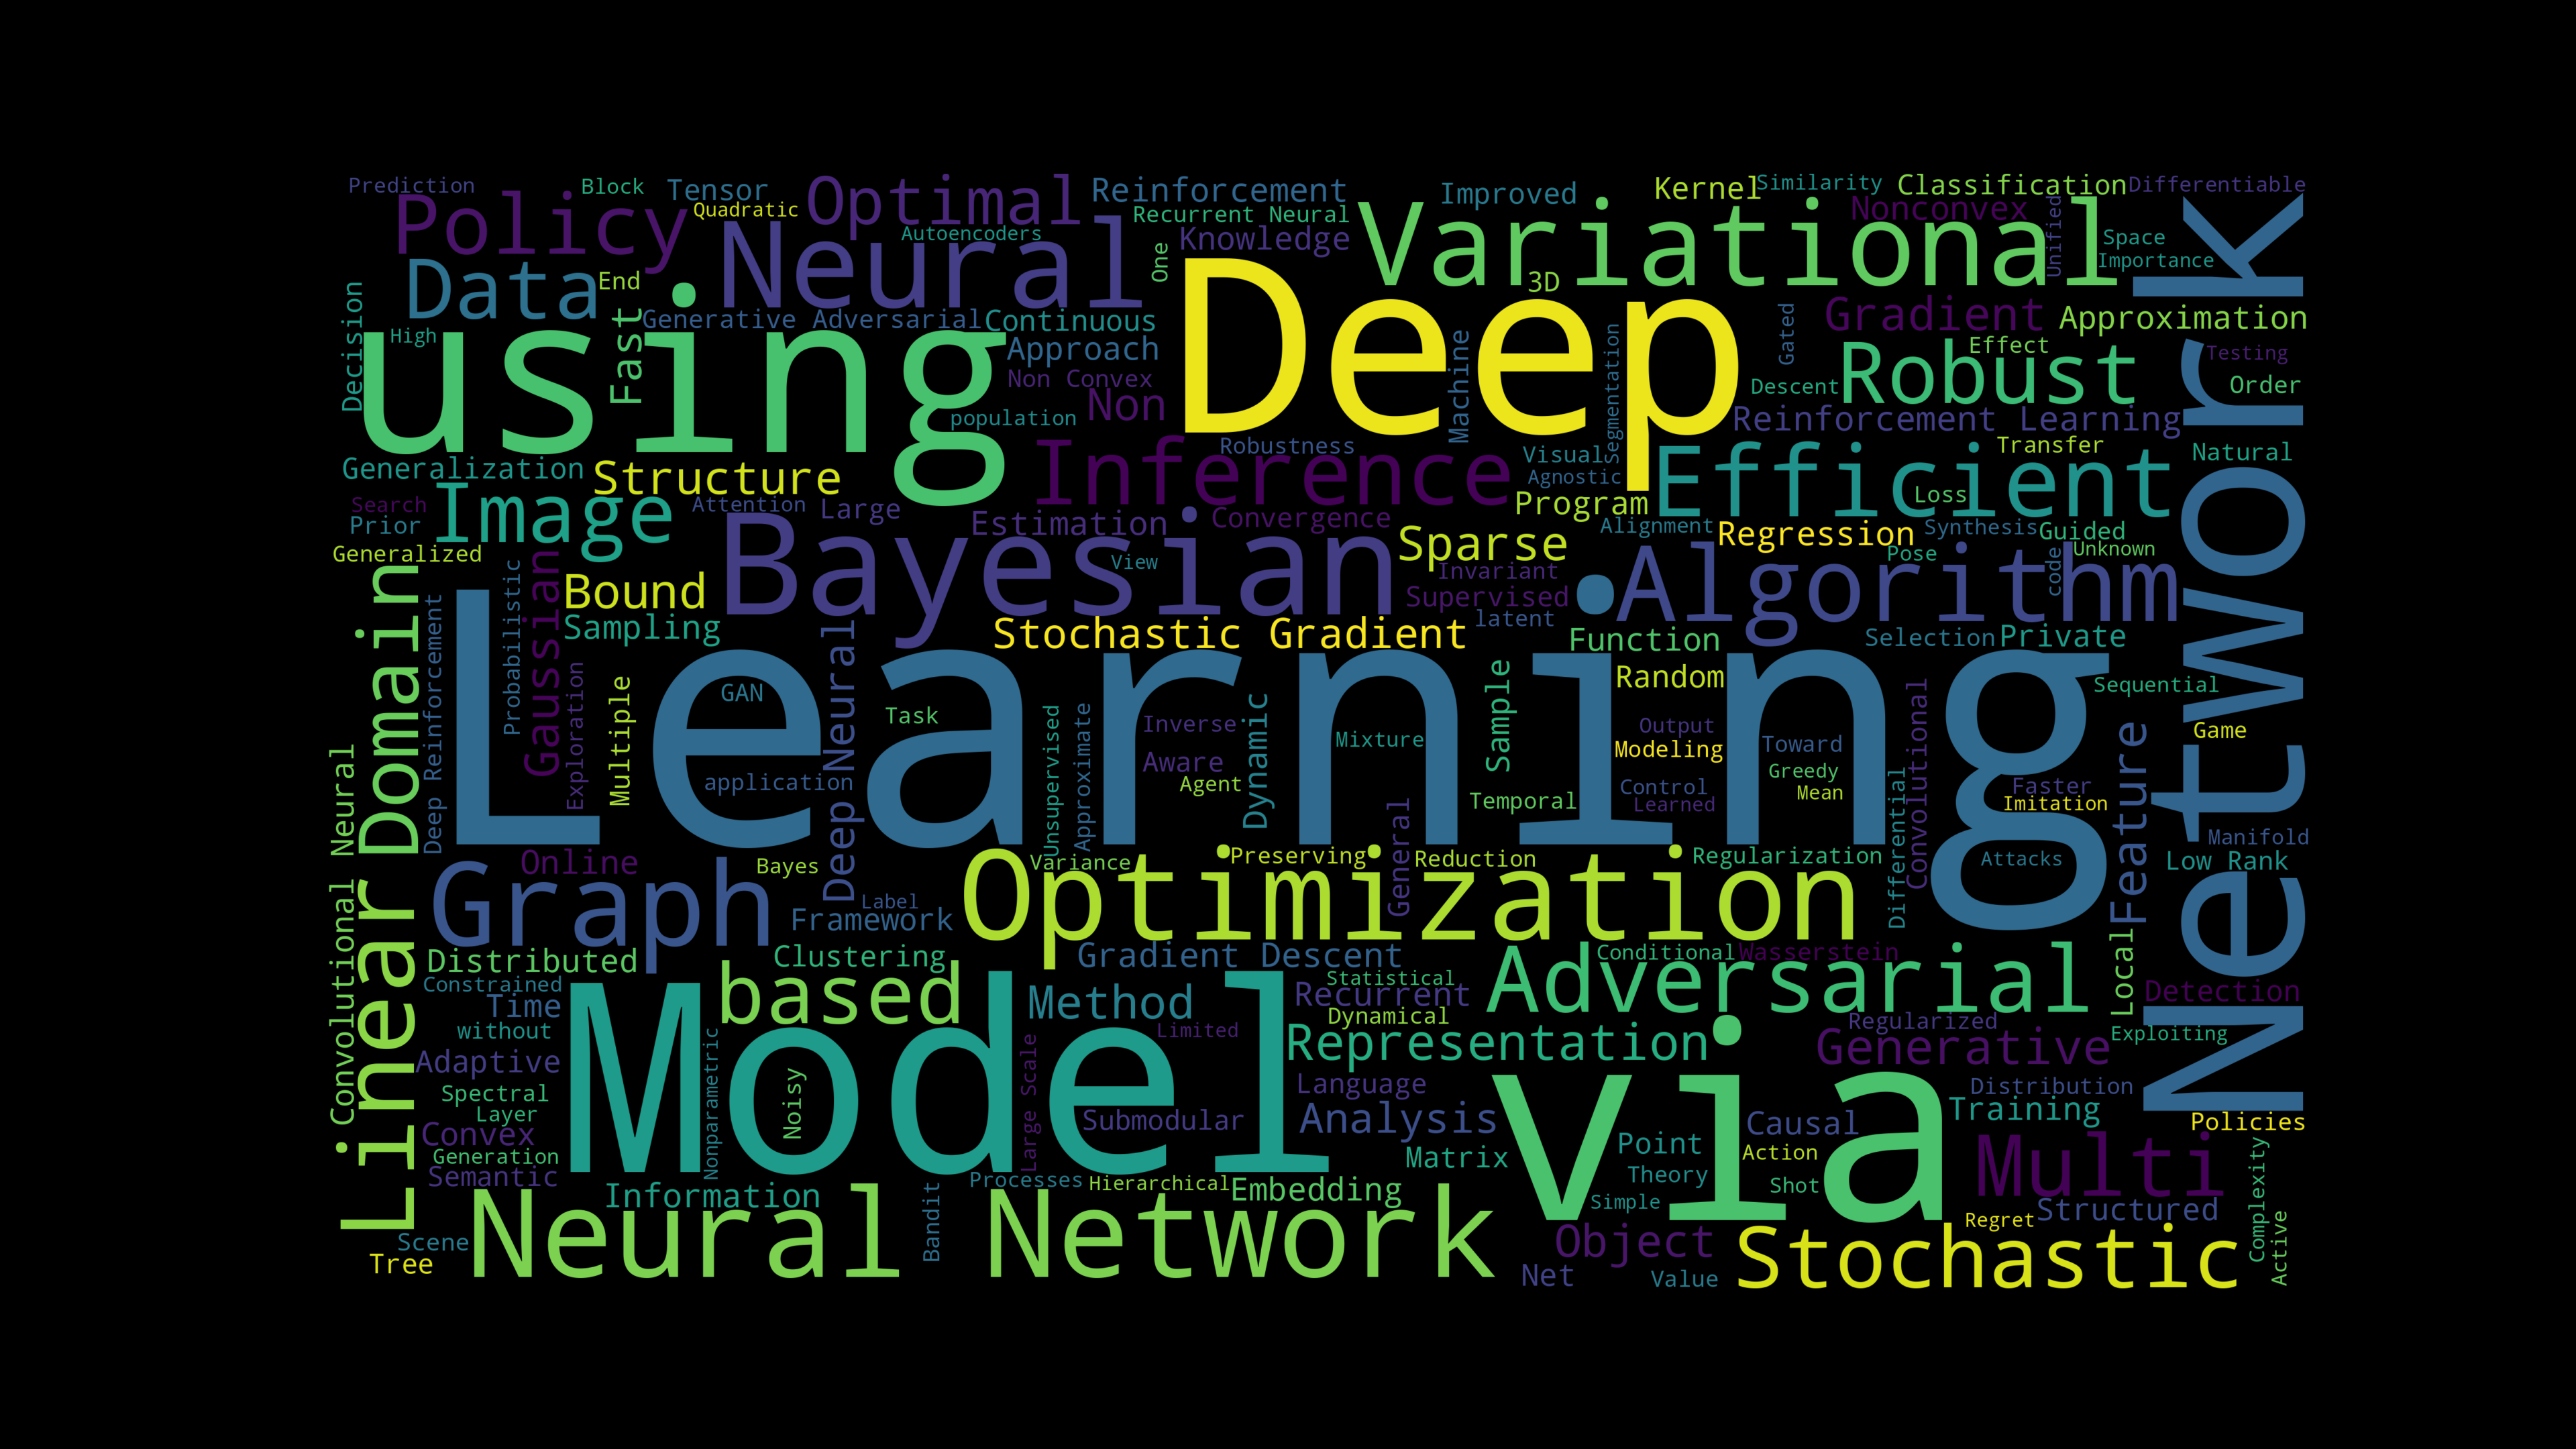 Prediction
Block
Tensor
Optimal
Reinforcement
Improved
Kernel
Similarity
Classification
Differentiable
Policy
Quadratic
Neural
Autoencoders
Recurrent Neural
Knowledge
One
Variational
Nonconvex
Unified
Space
Importance
Network
Data
End
Fast
Decision
High
using
Generative Adversarial
Continuous
Approach
Non Convex
Non
population
Deep
3D
Machine
Segmentation
Gated
Gradient
Approximation
Effect
Robust
Descent
Testing
Order
Reinforcement Learning
Generalization
Structure
Image
Search
Prior
Attention
Large
Generalized
Inference
Robustness
Visual
Agnostic
Program
Efficient
Transfer
Natural
Loss
Estimation
Convergence
Bayesian
View
Sparse
Alignment
Regression
Synthesis
Guided
Pose
Unknown
code
Invariant
Supervised
latent
Algorithm
Bound
Sampling
Stochastic Gradient
Function
Selection
Private
Linear
Domain
Deep Reinforcement
Probabilistic
Gaussian
Exploration
Multiple
Learning
GAN
Deep Neural
Task
application
Unsupervised
Approximate
Inverse
Aware
Agent
Dynamic
Mixture
Sample
Temporal
Random
Output
Modeling
Control
Learned
Toward
Greedy
Mean
Convolutional
Differential
Sequential
Feature
Game
Faster
Imitation
Manifold
Convolutional Neural
Online
Graph
Bayes
Label
Framework
Variance
Optimization
Preserving
Reduction
General
Regularization
Attacks
Low Rank
Distributed
Constrained
Time
without
Clustering
based
Gradient Descent
Method
Statistical
Recurrent
Dynamical
Adversarial
Conditional
Wasserstein
Local
Detection
Adaptive
Spectral
Layer
Convex
Generation
Semantic
Model
Nonparametric
Noisy
Limited
Large Scale
Submodular
Representation
Language
Analysis
Matrix
via
Regularized
Generative
Exploiting
Distribution
Training
Policies
Causal
Point
Theory
Simple
Action
Shot
Multi
Complexity
Information
Processes
Hierarchical
Embedding
Structured
Regret
Scene
Tree
Neural Network
Bandit
Object
Net
Value
Stochastic
Active